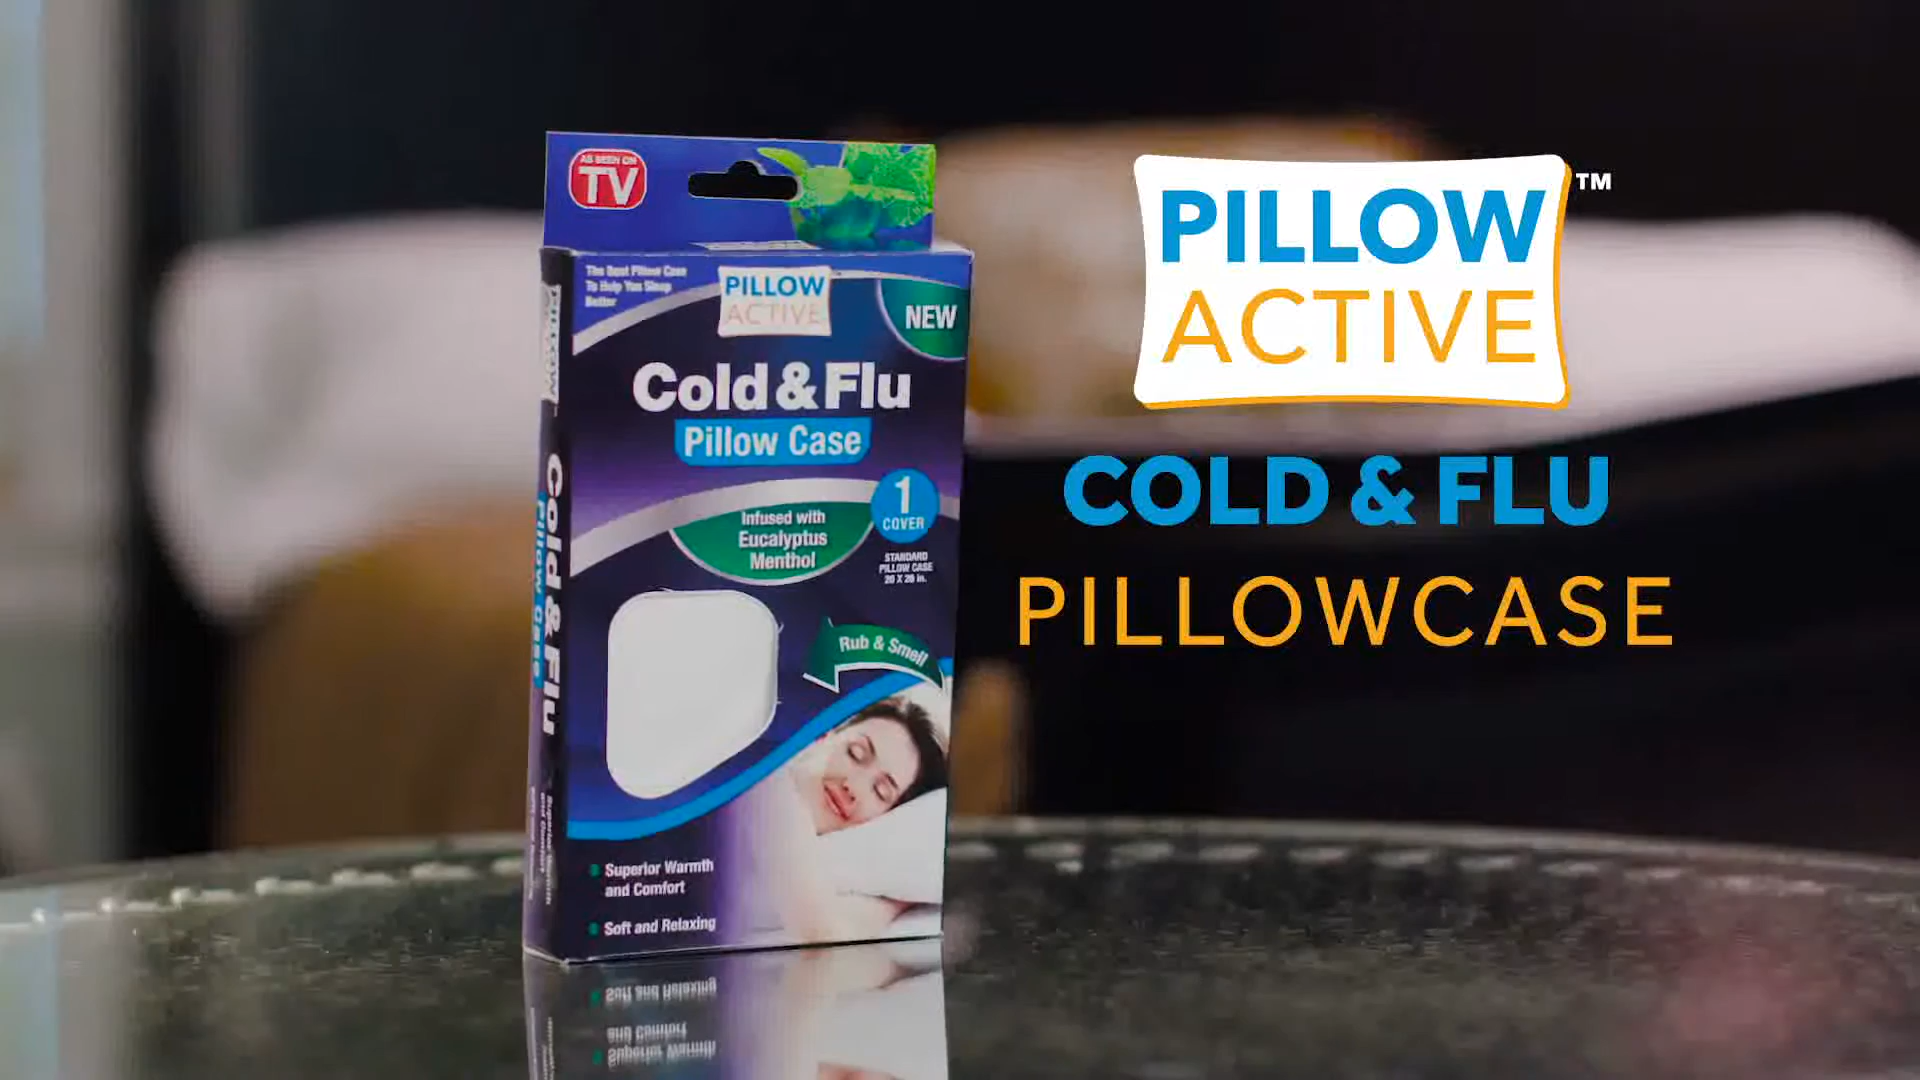 AS SEEN ON
TV
The Best Pillow Case
To Help You Sleep
Better
PILLOW
ACTIVE
NEW
Cold & Flu
Pillow Case
1
COVER
Infused with
Eucalyptus
Menthol
STANDARD
PILLOW CASE
Rub & Smell
Superior Warmth
and Comfort
Soft and Relaxing
Cold & Flu
Pillow Case
PILLOW
ACTIVE
TM
COLD & FLU
PILLOWCASE